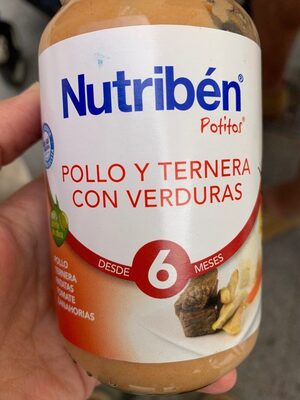 Nutribén®
Potitos®
POLLO Y TERNERA
CON VERDURAS
DESDE 6 MESES
POLLO
TERNERA
PATATAS
TOMATE
ZANAHORIAS